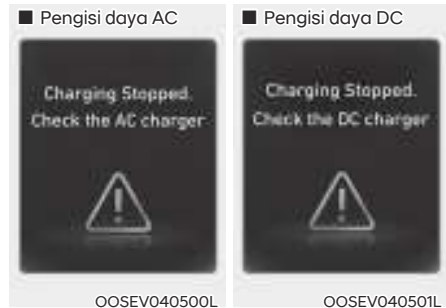 ■ Pengisi daya AC
Charging Stopped.
Check the AC charger
OOSEV040500L
■ Pengisi daya DC
Charging Stopped.
Check the DC charger
OOSEV040501L